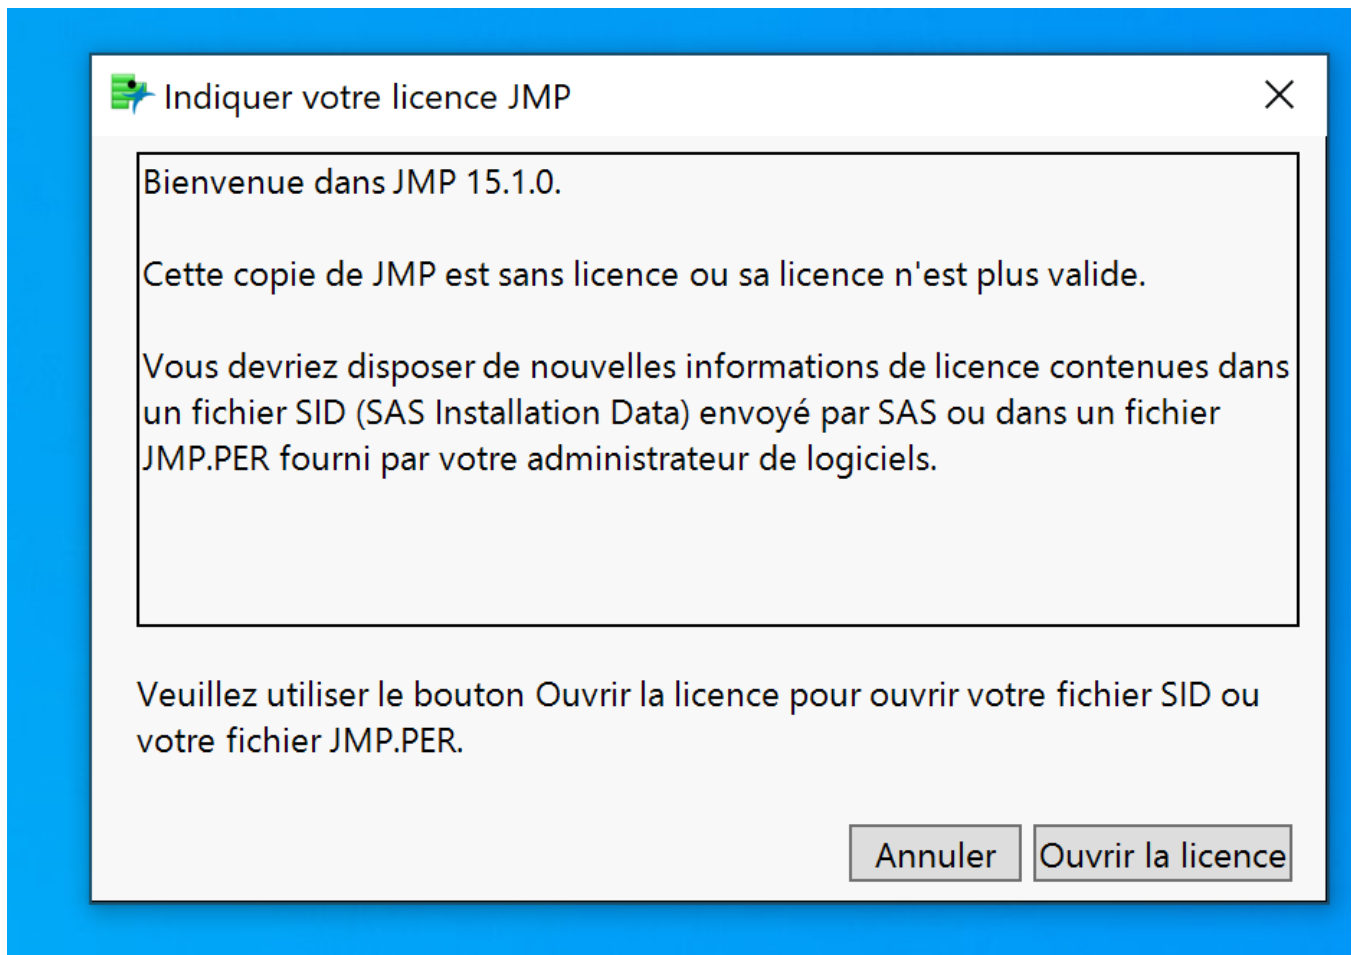 Indiquer votre licence JMP
Bienvenue dans JMP 15.1.0.
Cette copie de JMP est sans licence ou sa licence n'est plus valide.
Vous devriez disposer de nouvelles informations de licence contenues dans
un fichier SID (SAS Installation Data) envoyé par SAS ou dans un fichier
JMP.PER fourni par votre administrateur de logiciels.
Veuillez utiliser le bouton Ouvrir la licence pour ouvrir votre fichier SID ou
votre fichier JMP.PER.
Annuler
Ouvrir la licence